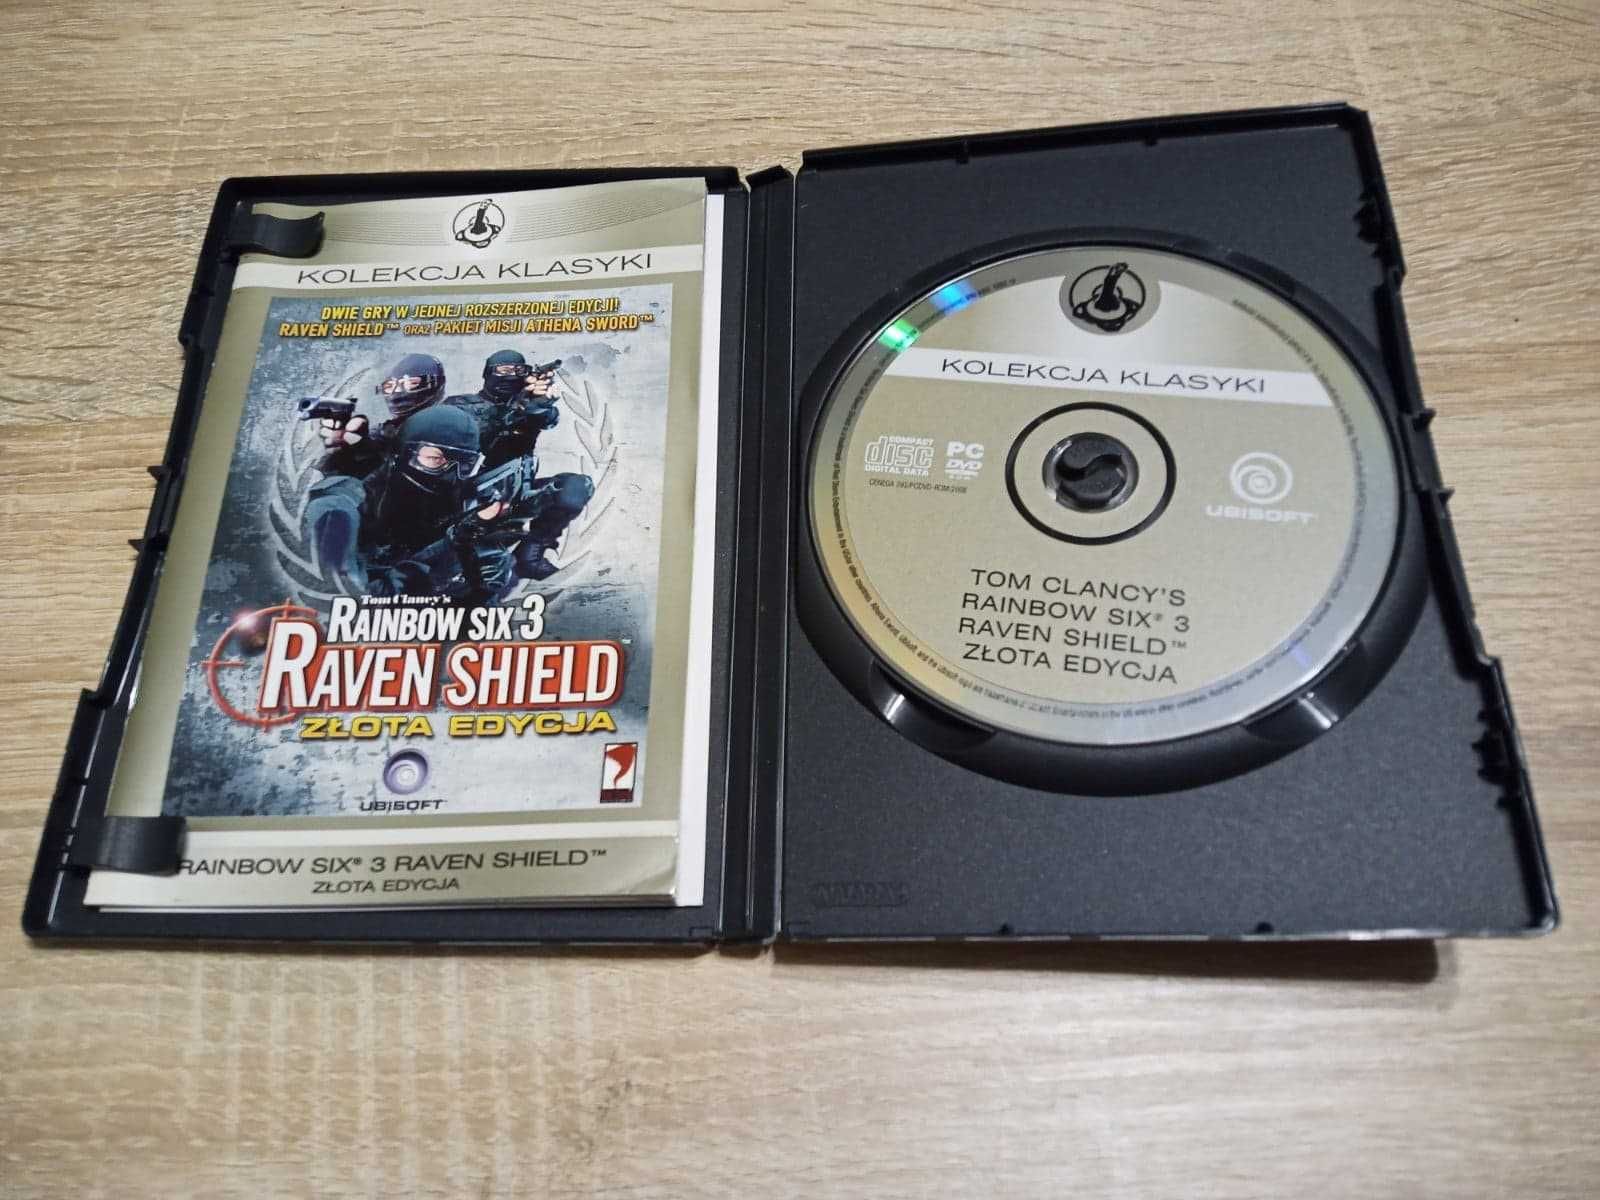 KOLEKCJA KLASYKI
DWIE GRY W JEDNEJ ROZSZERZONEJ EDYCJI!
RAVEN SHIELD™ ORAZ PAKIET MISJI ATHENA SWORD™
Tom Clancy's
RAINBOW SIX 3
RAVEN SHIELD™
ZŁOTA EDYCJA
UBISOFT
RAINBOW SIX® 3 RAVEN SHIELD™
ZŁOTA EDYCJA
KOLEKCJA KLASYKI
COMPACT
disc
DIGITAL DATA
PC
DVD
ROM
UBISOFT
TOM CLANCY'S
RAINBOW SIX® 3
RAVEN SHIELD™
ZŁOTA EDYCJA